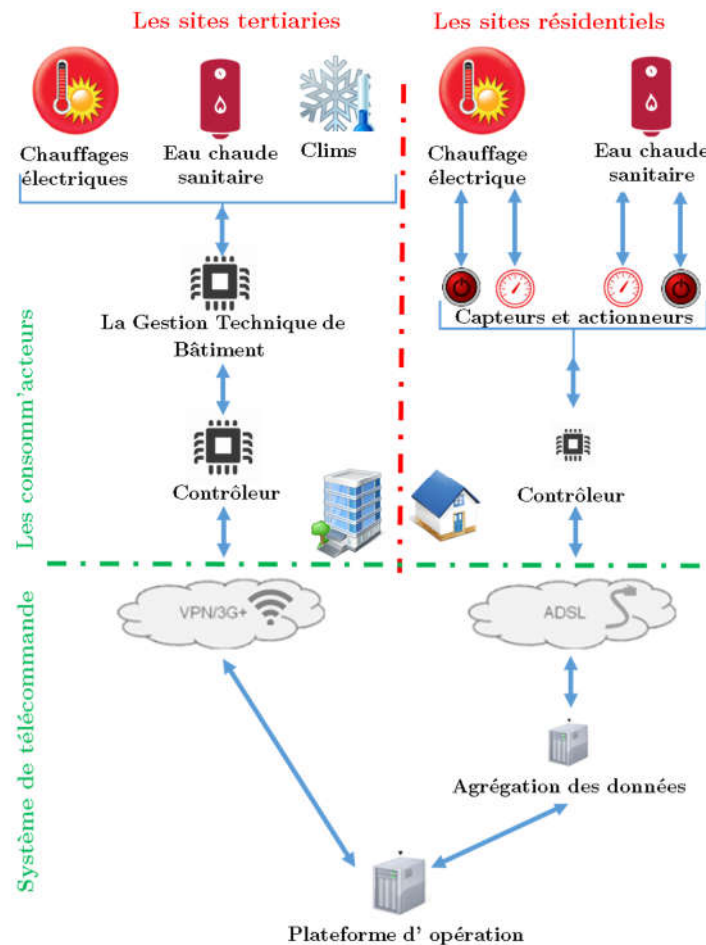 Les sites tertiaries
Les sites résidentiels
Chauffages
électriques
Eau chaude
sanitaire
Clims
Chauffage
électrique
Eau chaude
sanitaire
La Gestion Technique de
Bâtiment
Capteurs et actionneurs
Contrôleur
Contrôleur
Les consomm'acteurs
VPN/3G+
ADSL
Agrégation des données
Système de télécommande
Plateforme d' opération